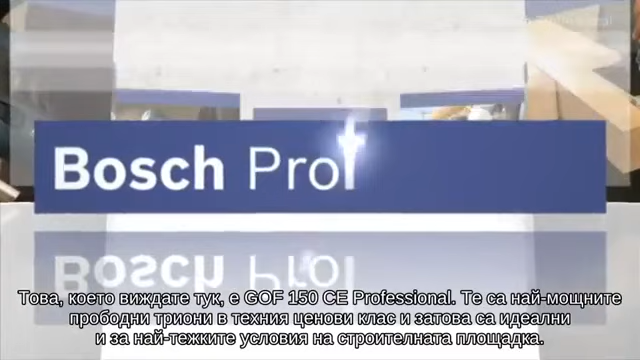 Bosch Prof
Това, което виждате тук, е GOF 150 CE Professional. Те са най-мощните
прободни триони в техния ценови клас и затова са идеални
и за най-тежките условия на строителната площадка.